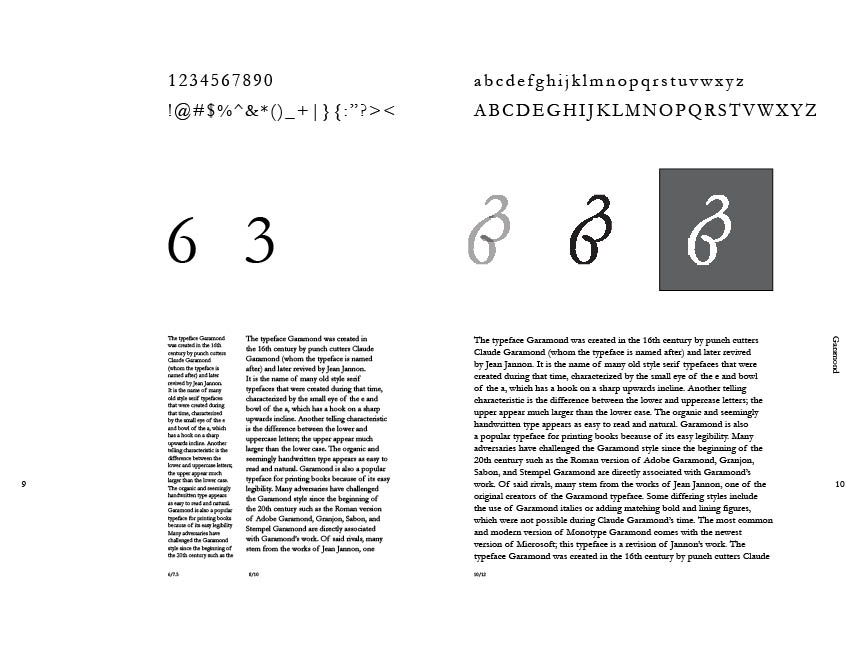 1234567890
!@#$%^&*()_+|}{:”?><
abcdefghijklmnopqrstuvwxyz
ABCDEGHIJKLMNOPQRSTVWXYZ
6 3
The typeface Garamond
was created in the 16th
century by punch cutters
Claude Garamond
(whom the typeface is
named after) and later
revived by Jean Jannon.
It is the name of many
old style serif typefaces
that were created during
that time, characterized
by the small eye of the e
and bowl of the a, which
has a hook on a sharp
upwards incline. Another
telling characteristic is the
difference between the
lower and uppercase letters;
the upper appear much
larger than the lower case.
The organic and seemingly
handwritten type appears
as easy to read and natural.
Garamond is also a popular
typeface for printing books
because of its easy legibility
Many adversaries have
challenged the Garamond
style since the beginning of
the 20th century such as the
6/7.5
The typeface Garamond was created in
the 16th century by punch cutters Claude
Garamond (whom the typeface is named
after) and later revived by Jean Jannon.
It is the name of many old style serif
typefaces that were created during that time,
characterized by the small eye of the e and
bowl of the a, which has a hook on a sharp
upwards incline. Another telling characteristic
is the difference between the lower and
uppercase letters; the upper appear much
larger than the lower case. The organic and
seemingly handwritten type appears as easy to
read and natural. Garamond is also a popular
typeface for printing books because of its easy
legibility. Many adversaries have challenged
the Garamond style since the beginning of
the 20th century such as the Roman version
of Adobe Garamond, Granjon, Sabon, and
Stempel Garamond are directly associated
with Garamond’s work. Of said rivals, many
stem from the works of Jean Jannon, one
8/10
The typeface Garamond was created in the 16th century by punch cutters
Claude Garamond (whom the typeface is named after) and later revived
by Jean Jannon. It is the name of many old style serif typefaces that were
created during that time, characterized by the small eye of the e and bowl
of the a, which has a hook on a sharp upwards incline. Another telling
characteristic is the difference between the lower and uppercase letters; the
upper appear much larger than the lower case. The organic and seemingly
handwritten type appears as easy to read and natural. Garamond is also
a popular typeface for printing books because of its easy legibility. Many
adversaries have challenged the Garamond style since the beginning of the
20th century such as the Roman version of Adobe Garamond, Granjon,
Sabon, and Stempel Garamond are directly associated with Garamond’s
work. Of said rivals, many stem from the works of Jean Jannon, one of the
original creators of the Garamond typeface. Some differing styles include
the use of Garamond italics or adding matching bold and lining figures,
which were not possible during Claude Garamond’s time. The most common
and modern version of Monotype Garamond comes with the newest
version of Microsoft; this typeface is a revision of Jannon’s work. The
typeface Garamond was created in the 16th century by punch cutters Claude
10/12
Garamond
9
10